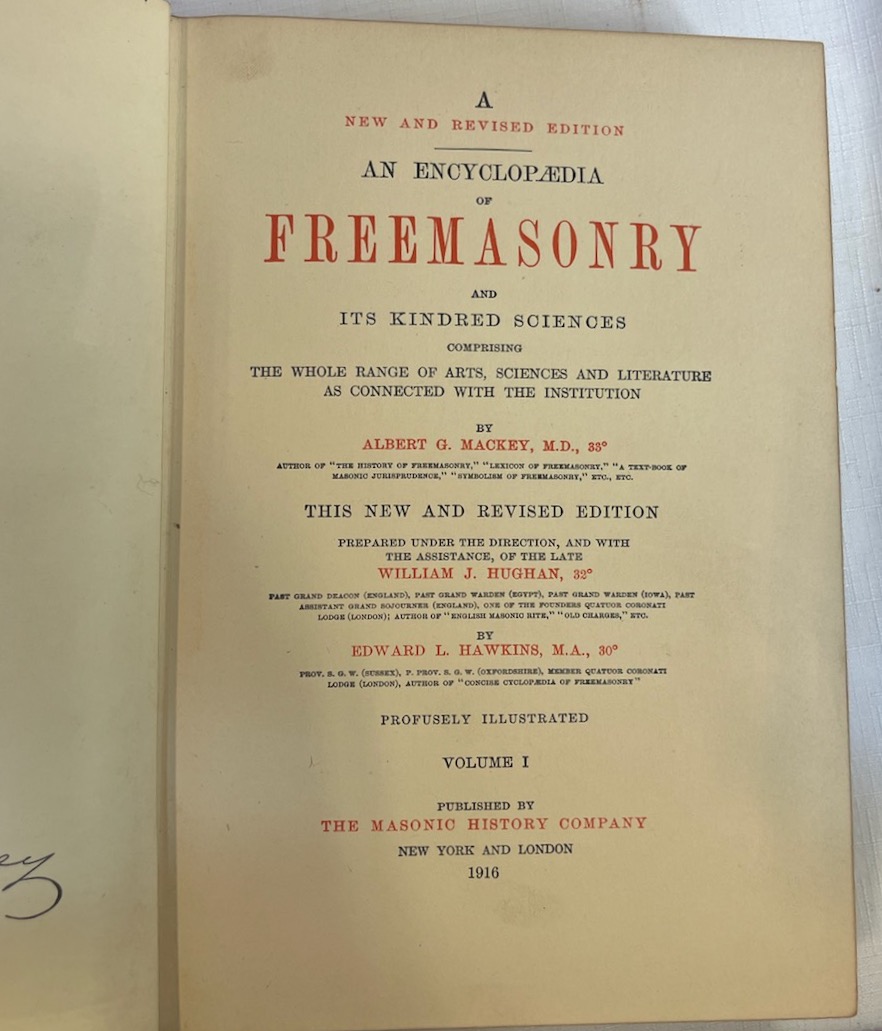 A
NEW AND REVISED EDITION
AN ENCYCLOPÆDIA
OF
FREEMASONRY
AND
ITS KINDRED SCIENCES
COMPRISING
THE WHOLE RANGE OF ARTS, SCIENCES AND LITERATURE
AS CONNECTED WITH THE INSTITUTION
BY
ALBERT G. MACKEY, M.D., 33°
AUTHOR OF "THE HISTORY OF FREEMASONRY," "LEXICON OF FREEMASONRY," "A TEXT-BOOK OF
MASONIC JURISPRUDENCE," "SYMBOLISM OF FREEMASONRY," ETC., ETC.
THIS NEW AND REVISED EDITION
PREPARED UNDER THE DIRECTION, AND WITH
THE ASSISTANCE, OF THE LATE
WILLIAM J. HUGHAN, 32°
PAST GRAND DEACON (ENGLAND), PAST GRAND WARDEN (EGYPT), PAST GRAND WARDEN (IOWA), PAST
ASSISTANT GRAND SOJOURNER (ENGLAND), ONE OF THE FOUNDERS QUATUOR CORONATI
LODGE (LONDON); AUTHOR OF "ENGLISH MASONIC RITE," "OLD CHARGES," ETC.
BY
EDWARD L. HAWKINS, M.A., 30°
PROV. S. G. W. (SUSSEX), P. PROV. S. G. W. (OXFORDSHIRE), MEMBER QUATUOR CORONATI
LODGE (LONDON), AUTHOR OF "CONCISE CYCLOPÆDIA OF FREEMASONRY"
PROFUSELY ILLUSTRATED
VOLUME I
PUBLISHED BY
THE MASONIC HISTORY COMPANY
NEW YORK AND LONDON
1916